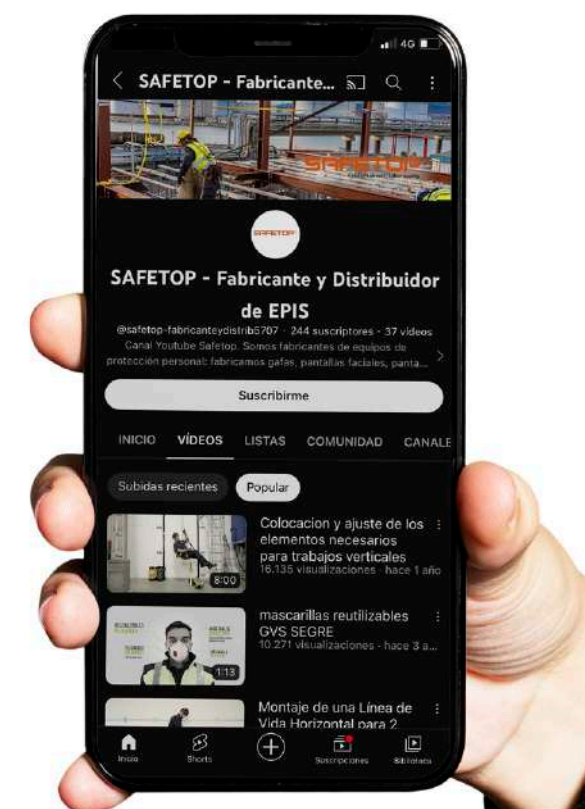 4G
SAFETOP - Fabricante...
SAFETOP
SAFETOP
SAFETOP - Fabricante y Distribuidor
de EPIS
@safetop-fabricanteydistrib5707 · 244 suscriptores · 37 vídeos
Canal Youtube Safetop. Somos fabricantes de equipos de
protección personal: fabricamos gafas, pantallas faciales, panta...
Suscribirme
INICIO VÍDEOS LISTAS COMUNIDAD CANALE
Subidas recientes Popular
Colocacion y ajuste de los
elementos necesarios
para trabajos verticales
16.135 visualizaciones · hace 1 año
8:00
mascarillas reutilizables
GVS SEGRE
10.271 visualizaciones · hace 3 a...
1:13
Montaje de una Línea de
Vida Horizontal para 2
Inicio Shorts Suscripciones Biblioteca